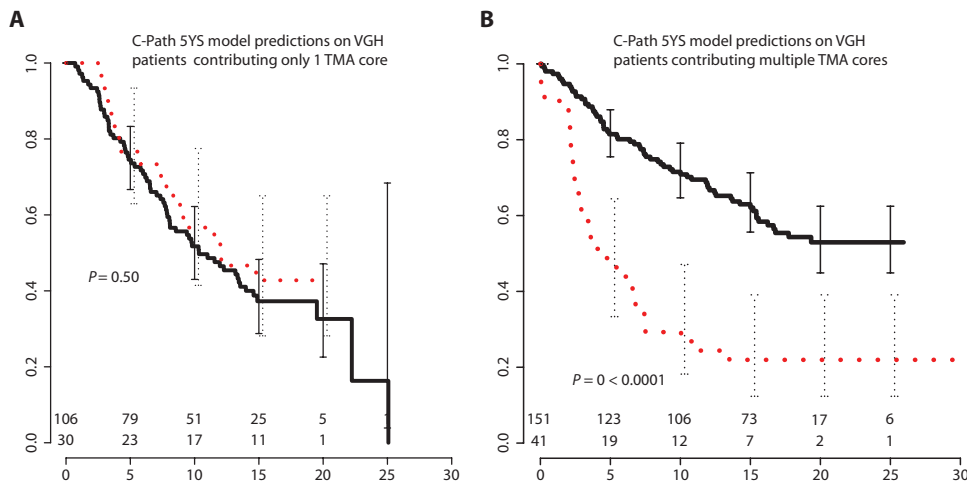 A
C-Path 5YS model predictions on VGH
patients contributing only 1 TMA core
1.0
0.8
0.6
0.4
0.2
0.0
P = 0.50
106 79 51 25 5 1
30 23 17 11 1
0 5 10 15 20 25 30
B
C-Path 5YS model predictions on VGH
patients contributing multiple TMA cores
1.0
0.8
0.6
0.4
0.2
0.0
P = 0 < 0.0001
151 123 106 73 17 6
41 19 12 7 2 1
0 5 10 15 20 25 30